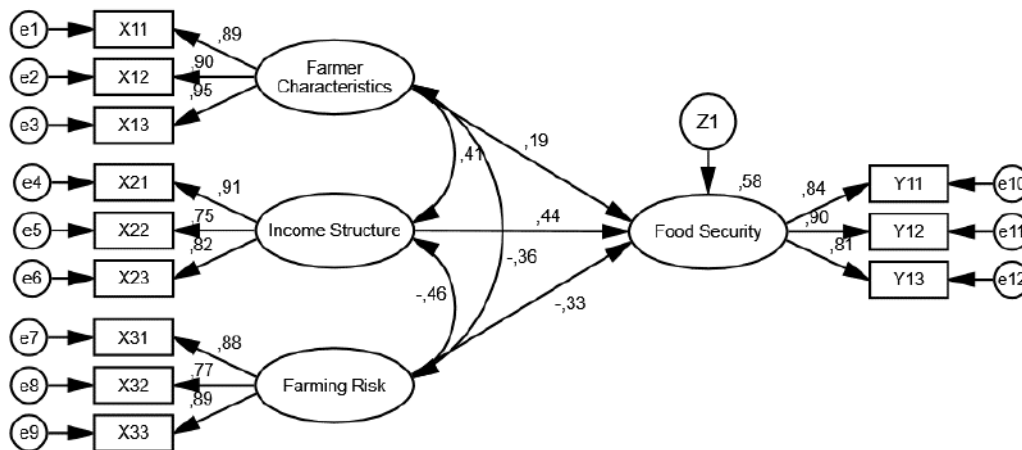 e1
X11
,89
e2
X12
,90
e3
X13
,95
Farmer
Characteristics
e4
X21
,91
e5
X22
,75
e6
X23
,82
Income Structure
e7
X31
,88
e8
X32
,77
e9
X33
,89
Farming Risk
,41
-,36
-,46
,19
,44
-,33
Z1
,58
Food Security
,84
Y11
e10
,90
Y12
e11
,81
Y13
e12